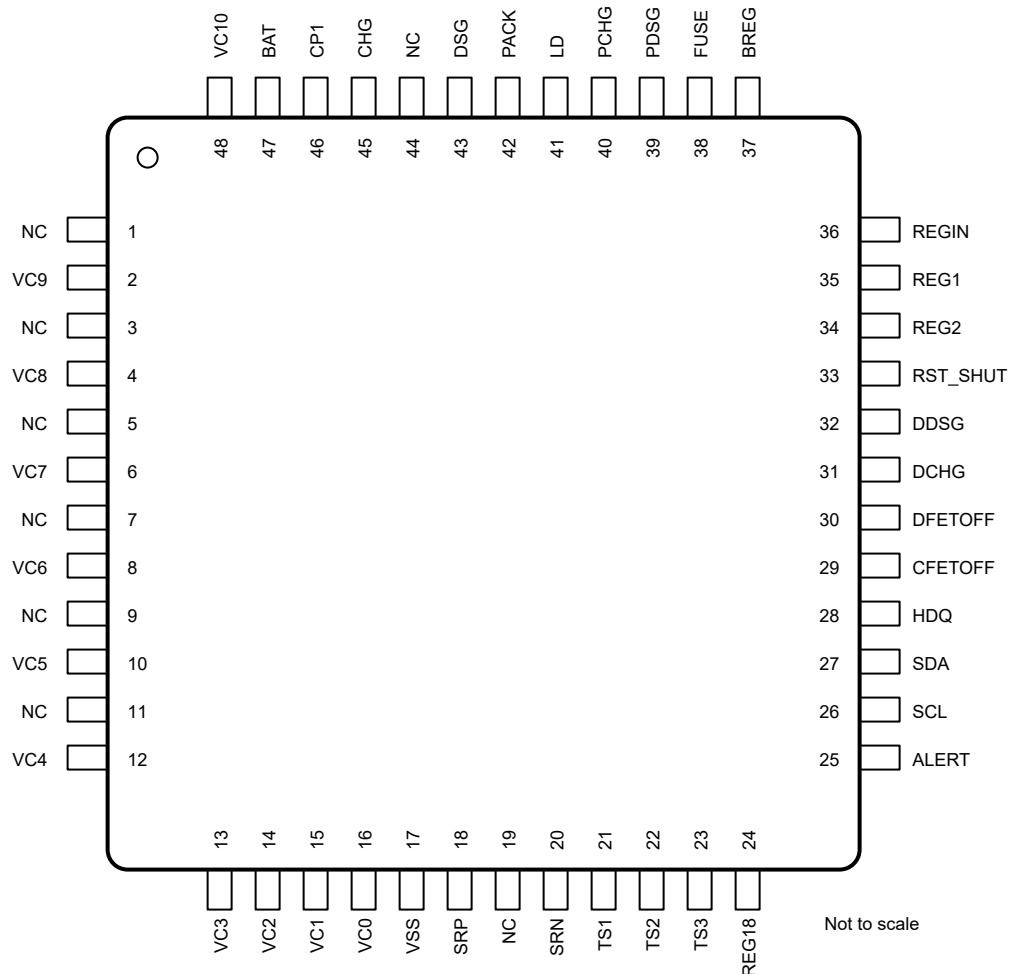 VC10 BAT CP1 CHG NC DSG PACK LD PCHG PDSG FUSE BREG
48 47 46 45 44 43 42 41 40 39 38 37
NC 1 36 REGIN
VC9 2 35 REG1
NC 3 34 REG2
VC8 4 33 RST_SHUT
NC 5 32 DDSG
VC7 6 31 DCHG
NC 7 30 DFETOFF
VC6 8 29 CFETOFF
NC 9 28 HDQ
VC5 10 27 SDA
NC 11 26 SCL
VC4 12 25 ALERT
13 14 15 16 17 18 19 20 21 22 23 24
VC3 VC2 VC1 VC0 VSS SRP NC SRN TS1 TS2 TS3 REG18
Not to scale